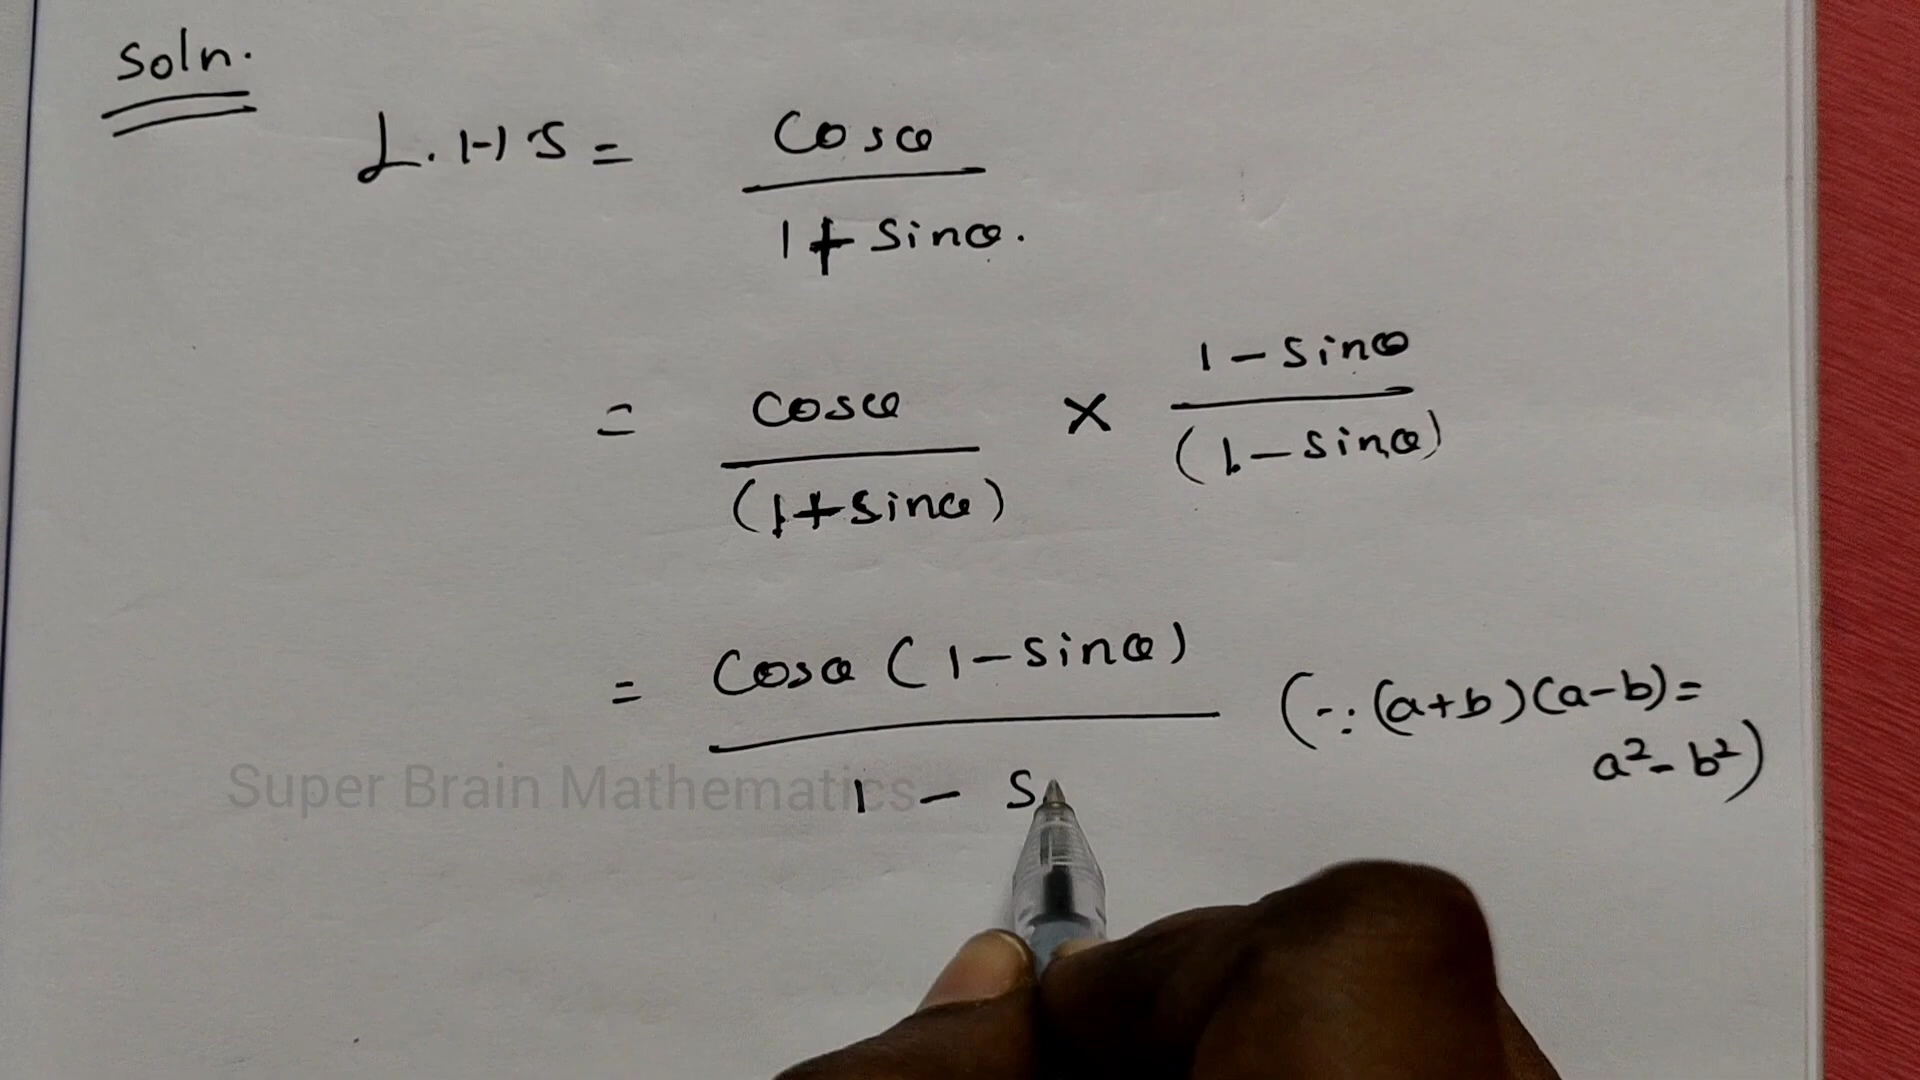 Soln.
L.HS = cosθ / 1 + sinθ.
= cosθ / (1+sinθ) × 1 - sinθ / (1 - sinθ)
= cosθ (1 - sinθ) / 1 - s (∵ (a+b)(a-b) =
a² - b²)
Super Brain Mathematics